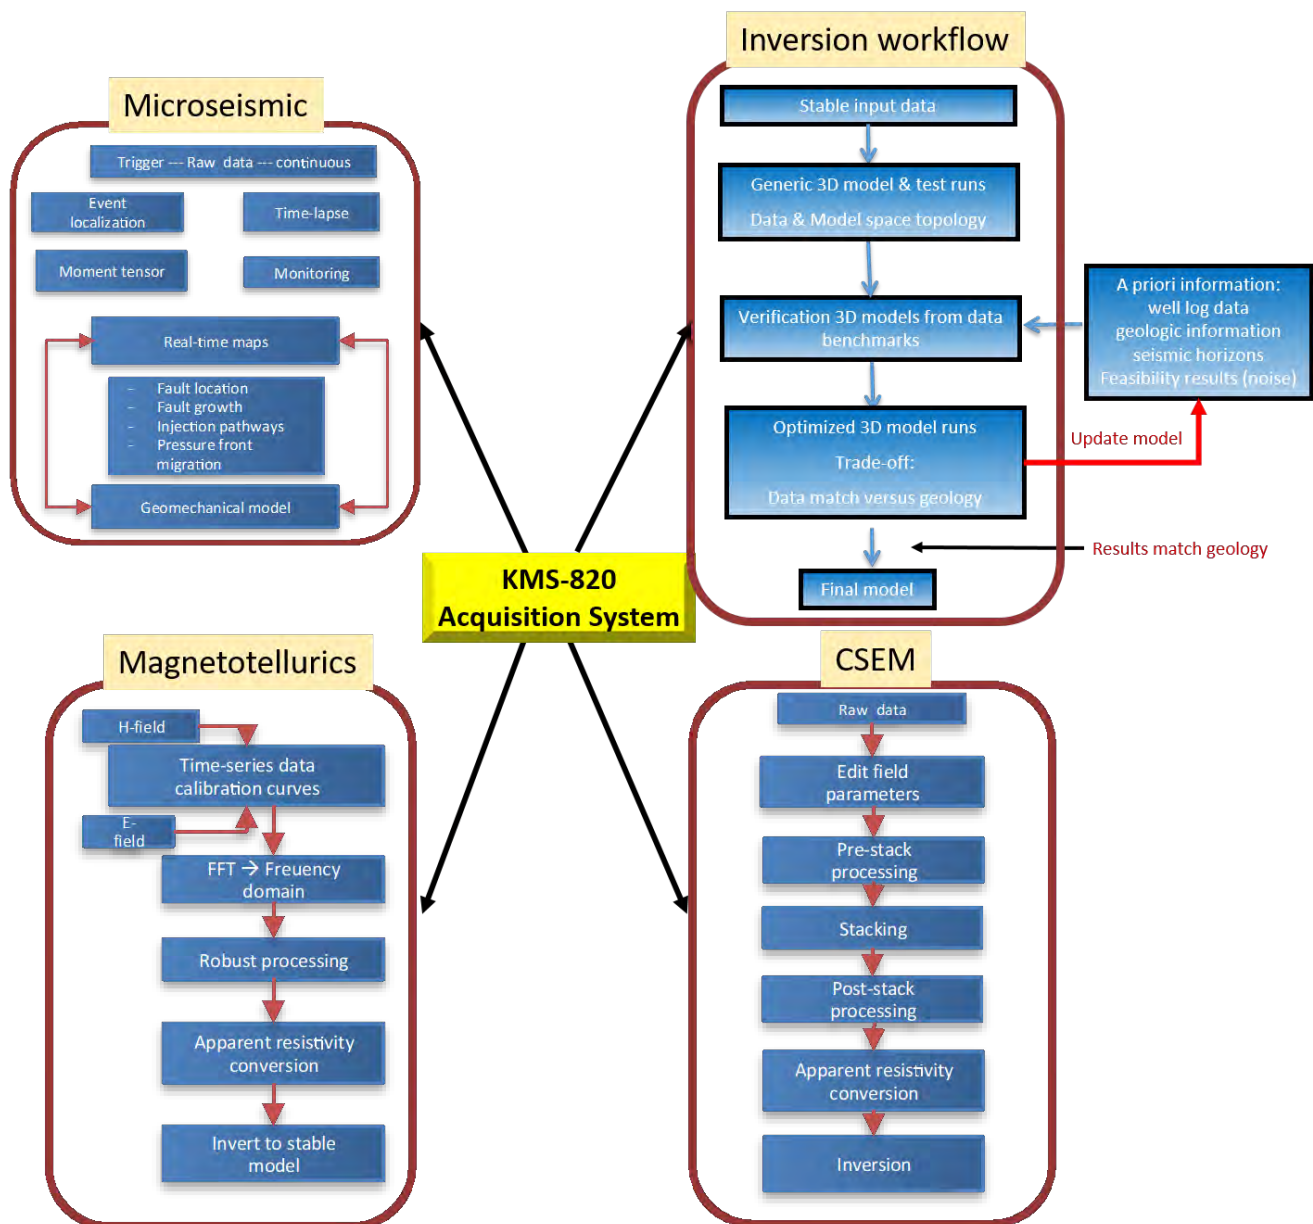 Microseismic
Trigger --- Raw data --- continuous
Event
localization
Time-lapse
Moment tensor
Monitoring
Real-time maps
- Fault location
- Fault growth
- Injection pathways
- Pressure front
migration
Geomechanical model
Inversion workflow
Stable input data
Generic 3D model & test runs
Data & Model space topology
Verification 3D models from data
benchmarks
A priori information:
well log data
geologic information
seismic horizons
Feasibility results (noise)
Optimized 3D model runs
Trade-off:
Data match versus geology
Update model
Results match geology
Final model
KMS-820
Acquisition System
Magnetotellurics
H-field
Time-series data
calibration curves
E-
field
FFT → Freuency
domain
Robust processing
Apparent resistivity
conversion
Invert to stable
model
CSEM
Raw data
Edit field
parameters
Pre-stack
processing
Stacking
Post-stack
processing
Apparent resistivity
conversion
Inversion